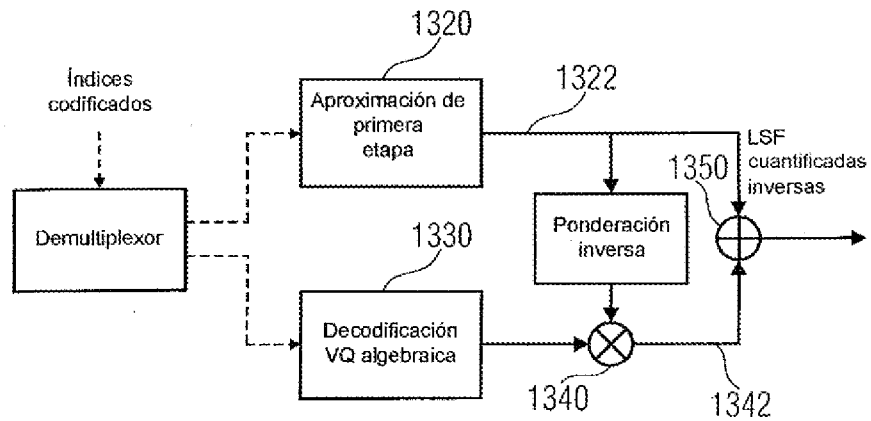 1320
Índices
codificados
Aproximación de
primera
etapa
1322
LSF
cuantificadas
inversas
1350
Demultiplexor
Ponderación
inversa
1330
Decodificación
VQ algebraica
1340
1342